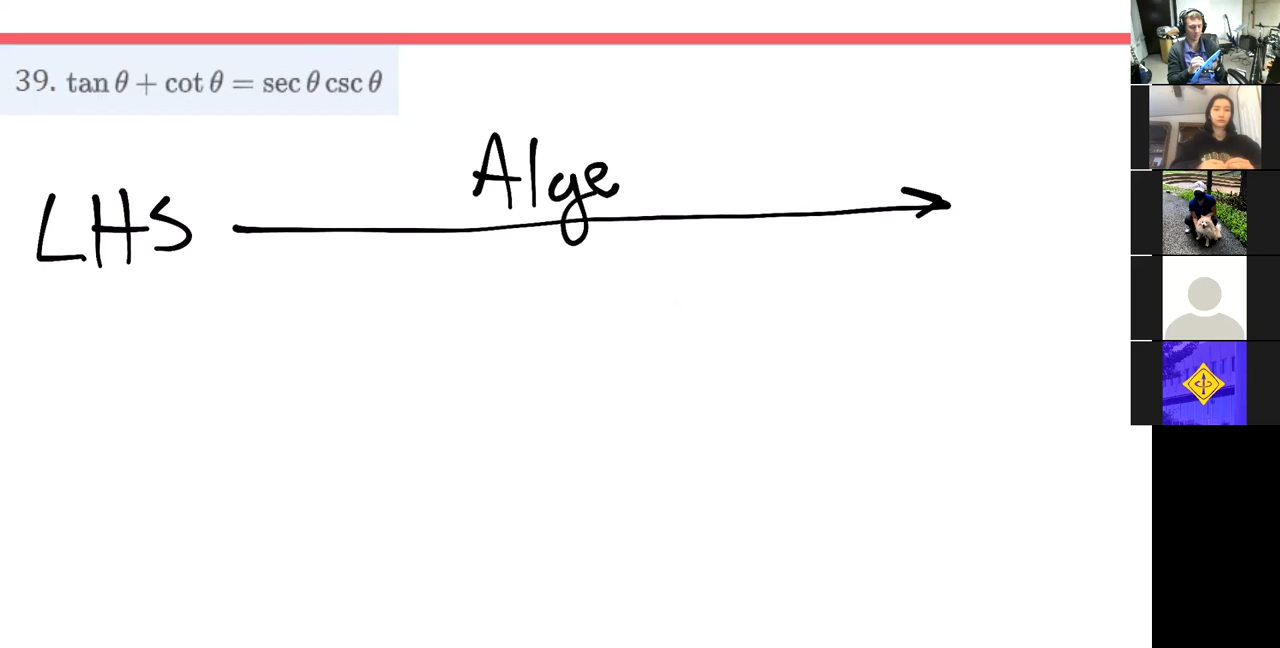 39. tan θ + cot θ = sec θ csc θ
Alge
LHS